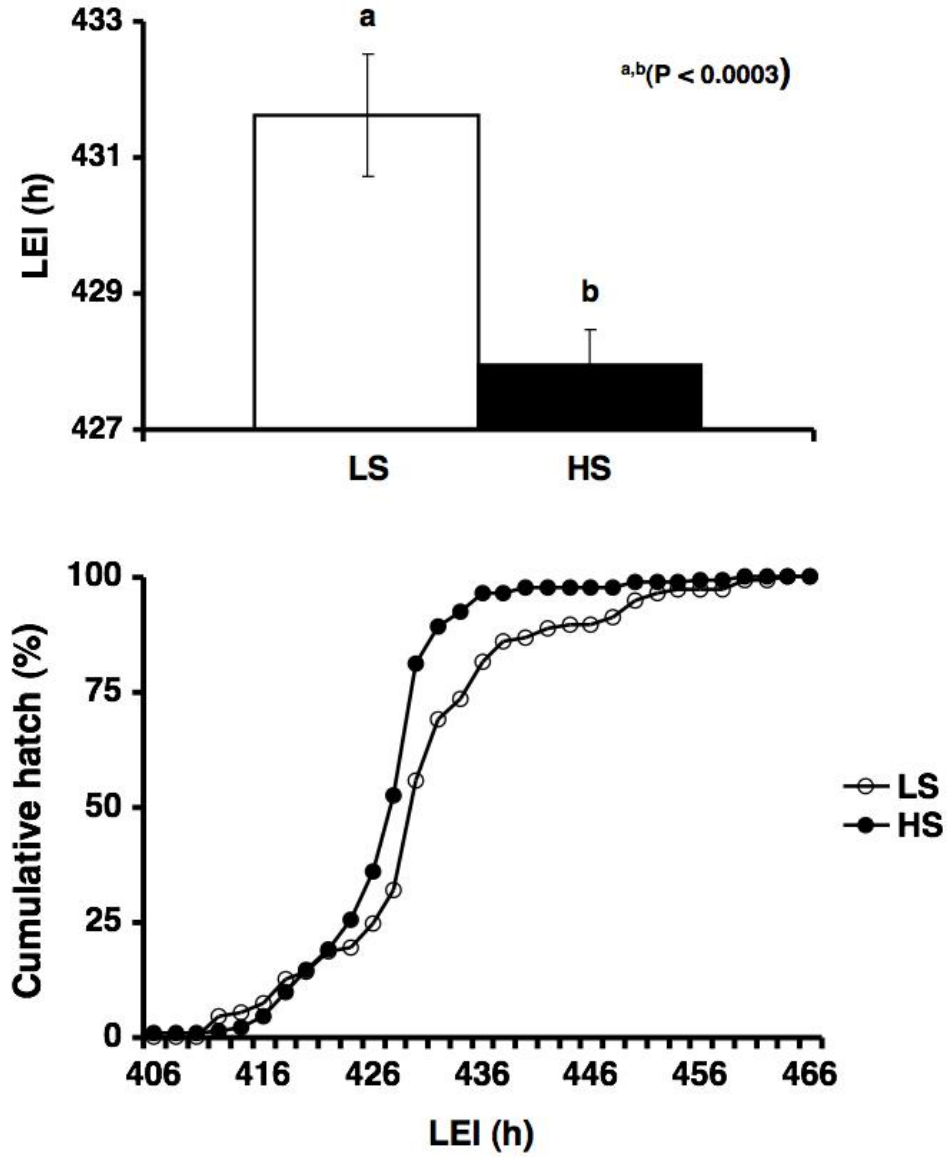 433
431
429
427
LEI (h)
a
b
a,b(P < 0.0003)
LS
HS
100
75
50
25
0
Cumulative hatch (%)
406 416 426 436 446 456 466
LEI (h)
LS
HS